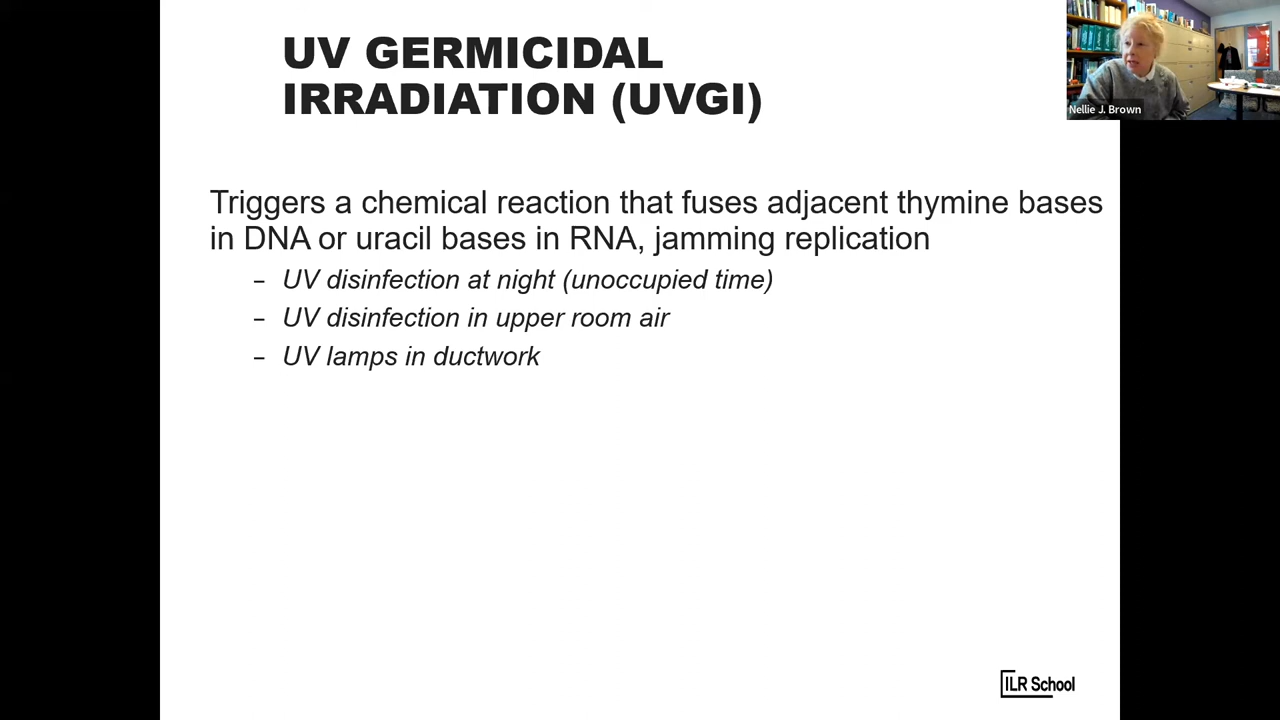 UV GERMICIDAL
IRRADIATION (UVGI)
Nellie J. Brown
Triggers a chemical reaction that fuses adjacent thymine bases
in DNA or uracil bases in RNA, jamming replication
– UV disinfection at night (unoccupied time)
– UV disinfection in upper room air
– UV lamps in ductwork
ILR School